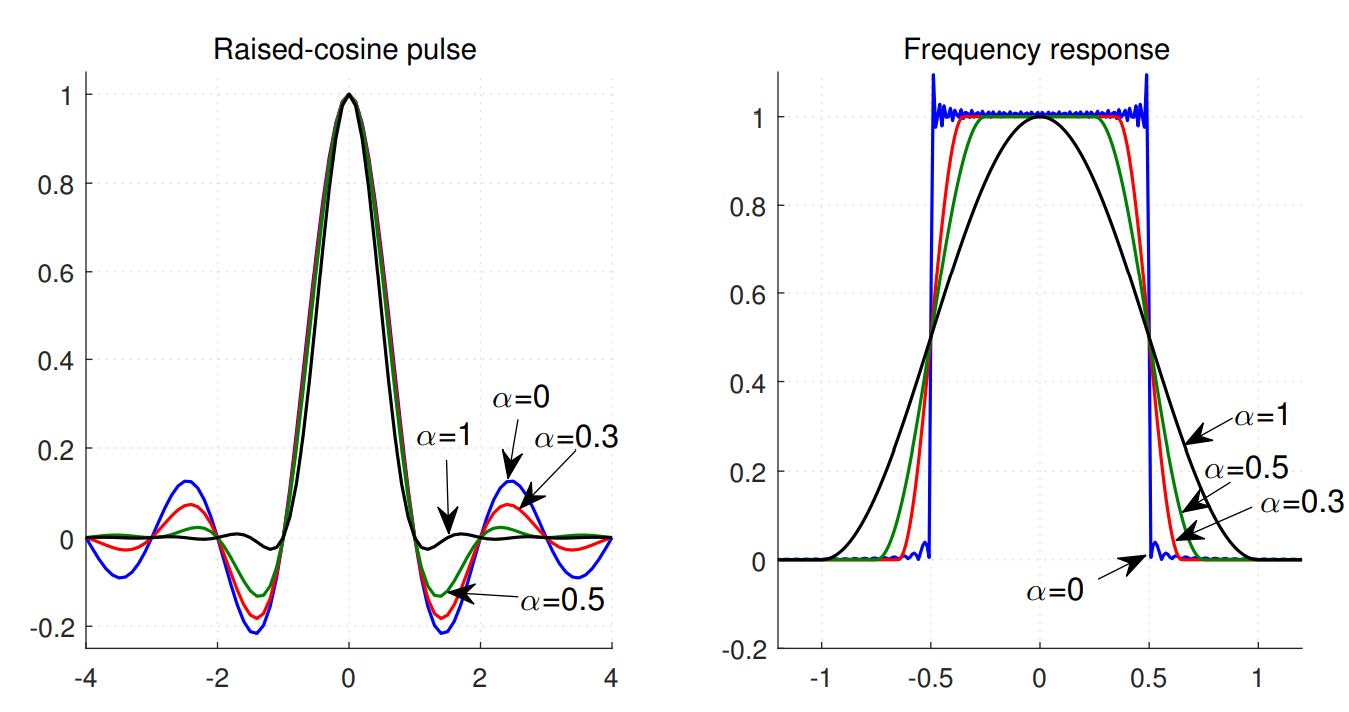 Raised-cosine pulse
1
0.8
0.6
0.4
0.2
0
-0.2
-4
-2
0
2
4
α=0
α=1
α=0.3
α=0.5
Frequency response
1
0.8
0.6
0.4
0.2
0
-0.2
-1
-0.5
0
0.5
1
α=1
α=0.5
α=0.3
α=0